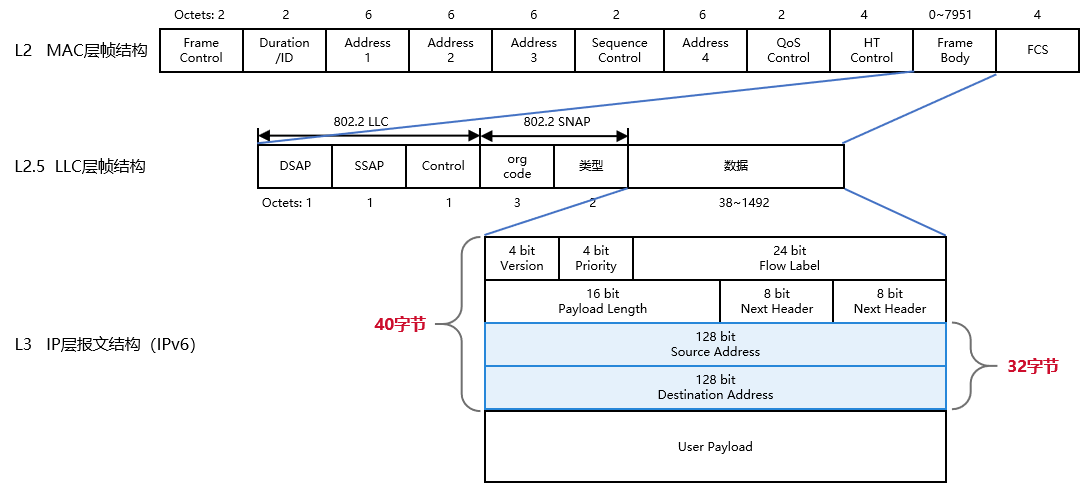 Octets: 2 2 6 6 6 2 6 2 4 0~7951 4
L2 MAC层帧结构
Frame Control
Duration /ID
Address 1
Address 2
Address 3
Sequence Control
Address 4
QoS Control
HT Control
Frame Body
FCS
802.2 LLC
802.2 SNAP
L2.5 LLC层帧结构
DSAP
SSAP
Control
org code
类型
数据
Octets: 1 1 1 3 2 38~1492
4 bit
Version
4 bit
Priority
24 bit
Flow Label
16 bit
Payload Length
8 bit
Next Header
8 bit
Next Header
40字节
L3 IP层报文结构（IPv6）
128 bit
Source Address
128 bit
Destination Address
32字节
User Payload